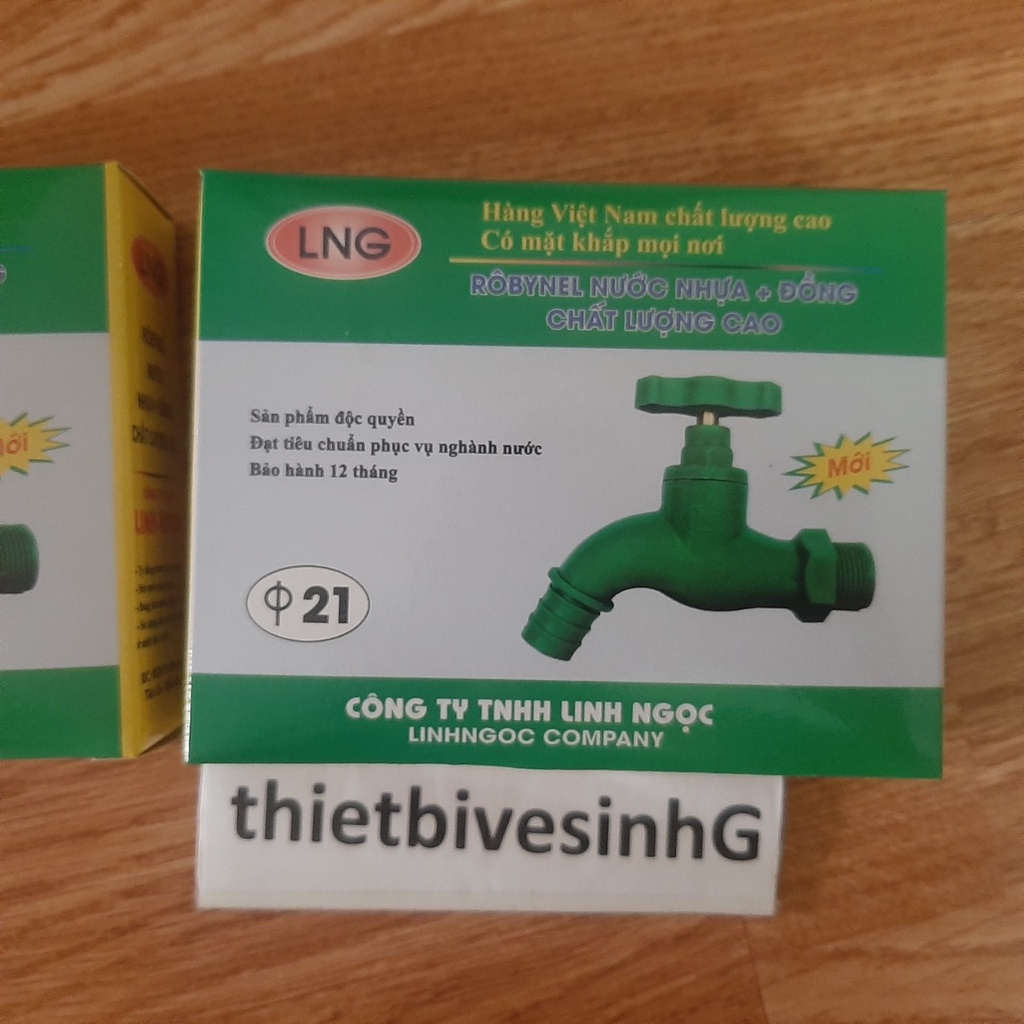 LNG
Hàng Việt Nam chất lượng cao
Có mặt khắp mọi nơi
RÔBYNEL NƯỚC NHỰA + ĐỒNG
CHẤT LƯỢNG CAO
Sản phẩm độc quyền
Đạt tiêu chuẩn phục vụ nghành nước
Bảo hành 12 tháng
Mới
Φ 21
CÔNG TY TNHH LINH NGỌC
LINHNGOC COMPANY
thietbivesinhG